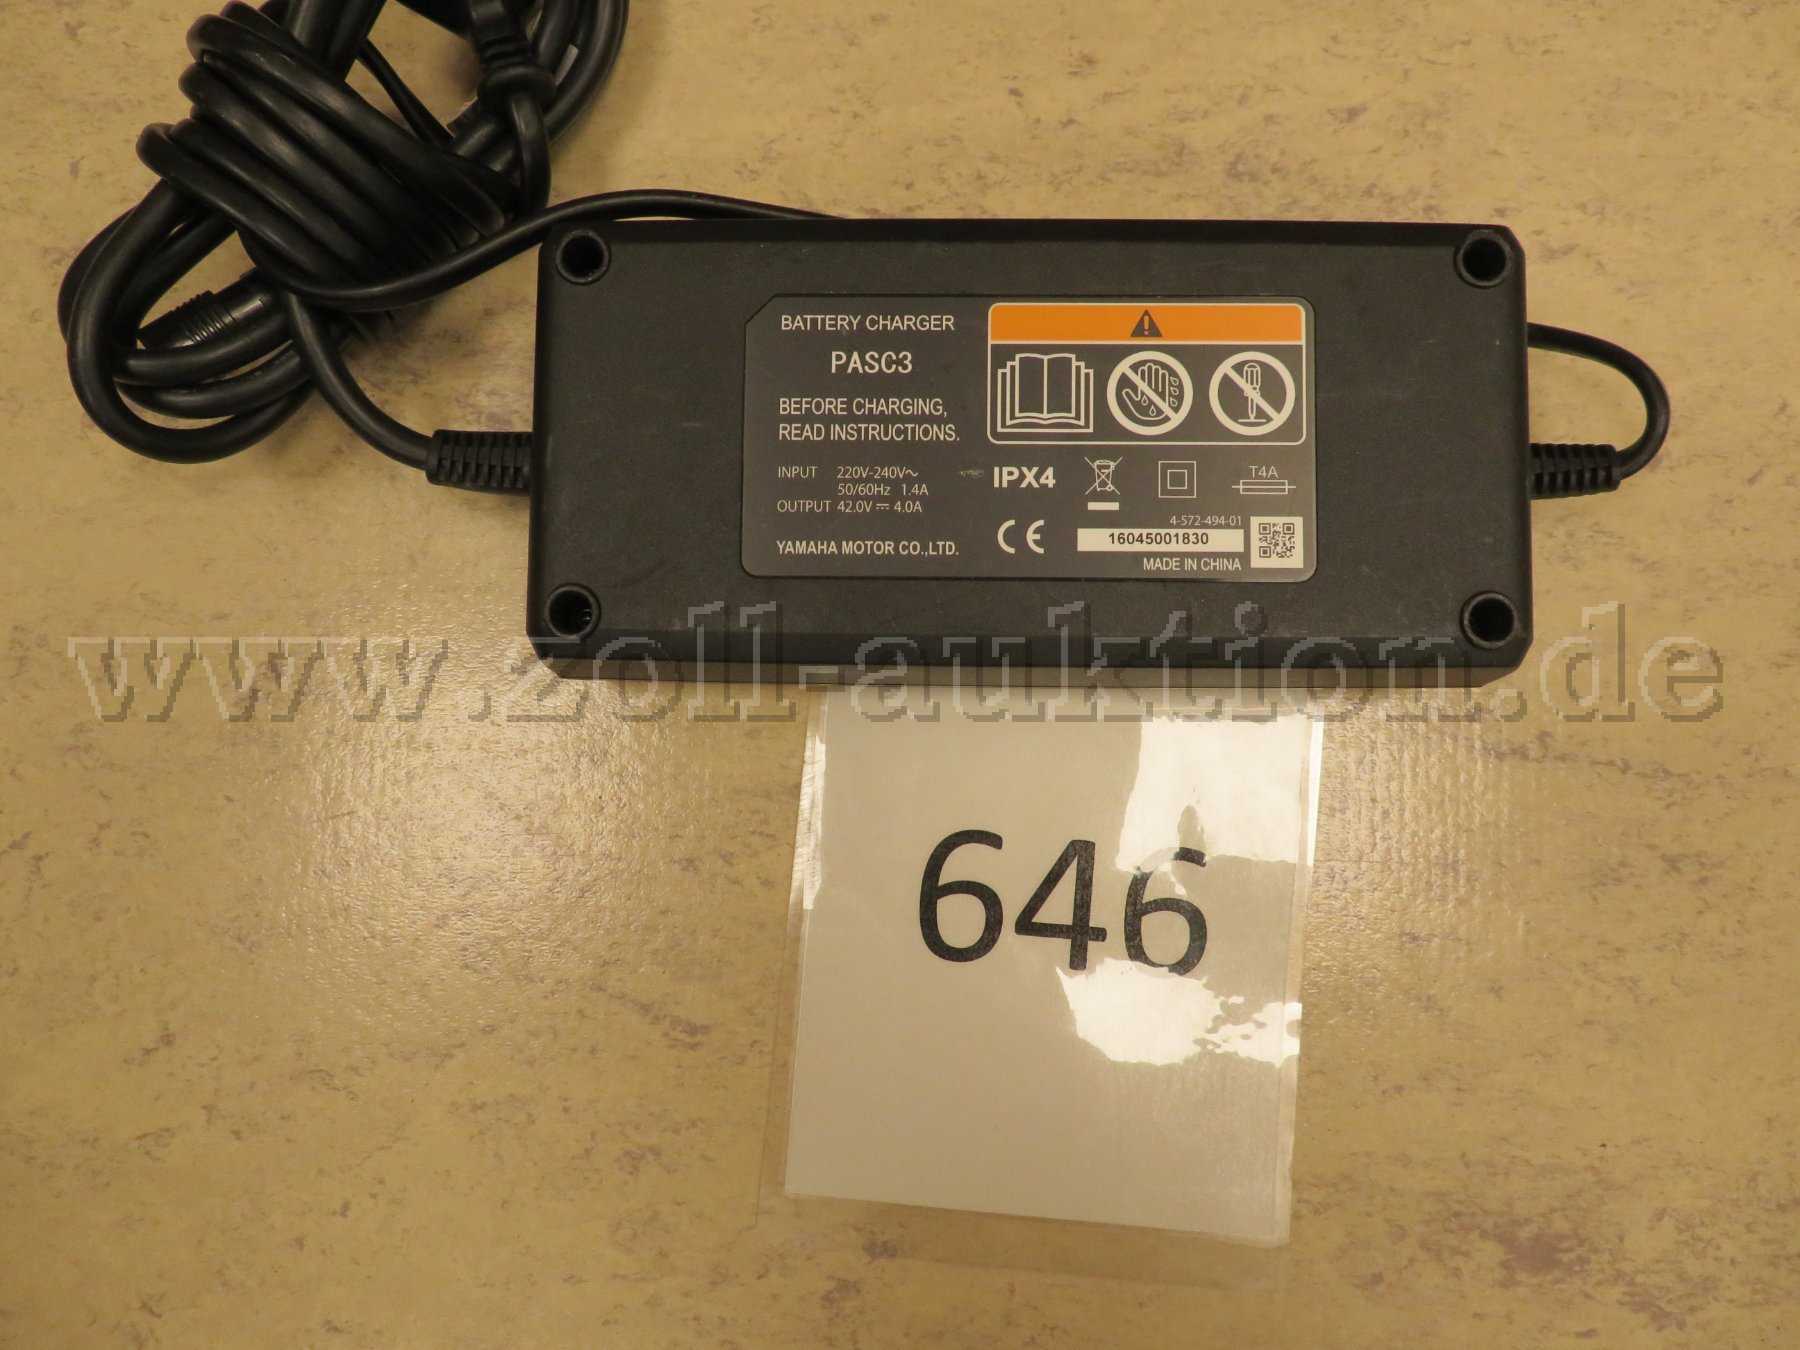 BATTERY CHARGER
PASC3
BEFORE CHARGING,
READ INSTRUCTIONS.
INPUT 220V-240V~
50/60Hz 1.4A
OUTPUT 42.0V ⎓ 4.0A
YAMAHA MOTOR CO.,LTD.
IPX4
T4A
4-572-494-01
CE
16045001830
MADE IN CHINA
www.zoll-auktion.de
646